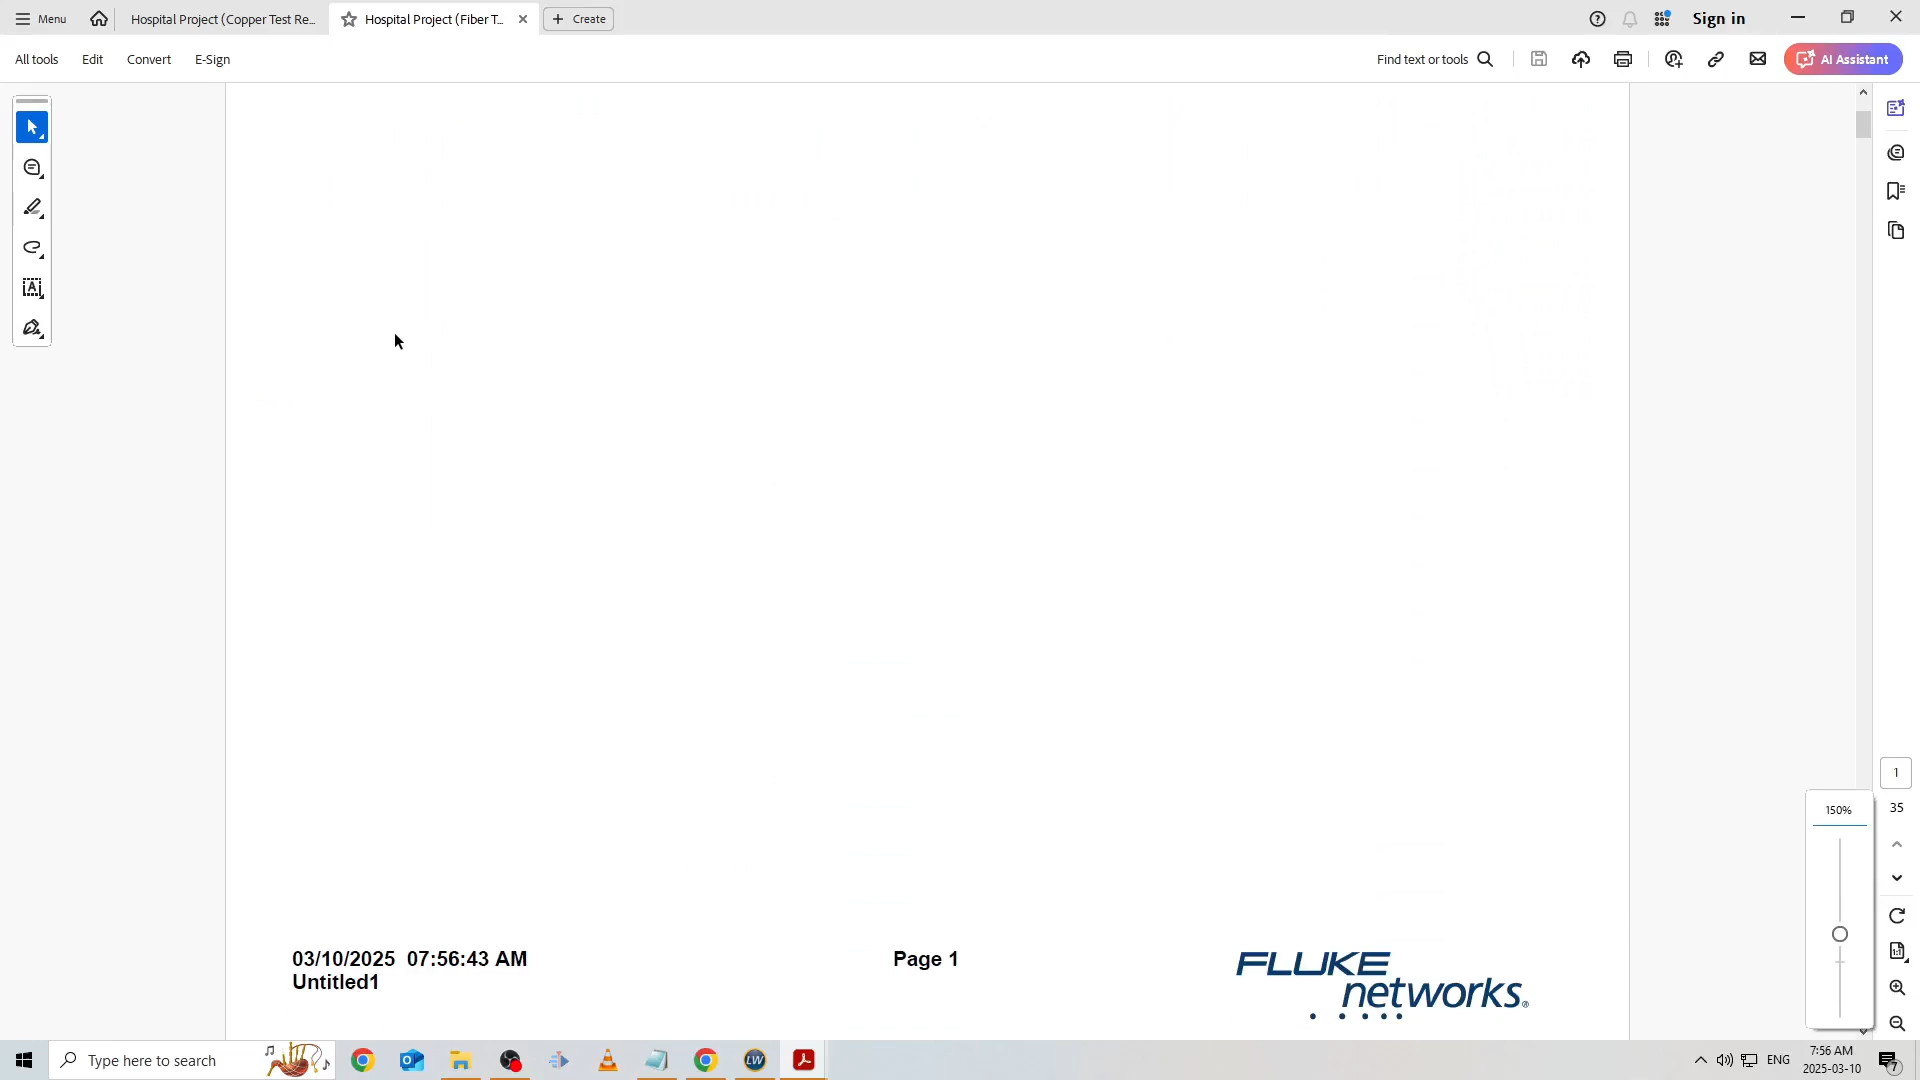 Menu
Hospital Project (Copper Test Re...
Hospital Project (Fiber T...
Create
Sign in
All tools
Edit
Convert
E-Sign
Find text or tools
AI Assistant
1
35
150%
03/10/2025 07:56:43 AM
Untitled1
Page 1
FLUKE
networks®
Type here to search
LW
ENG
7:56 AM
2025-03-10
7